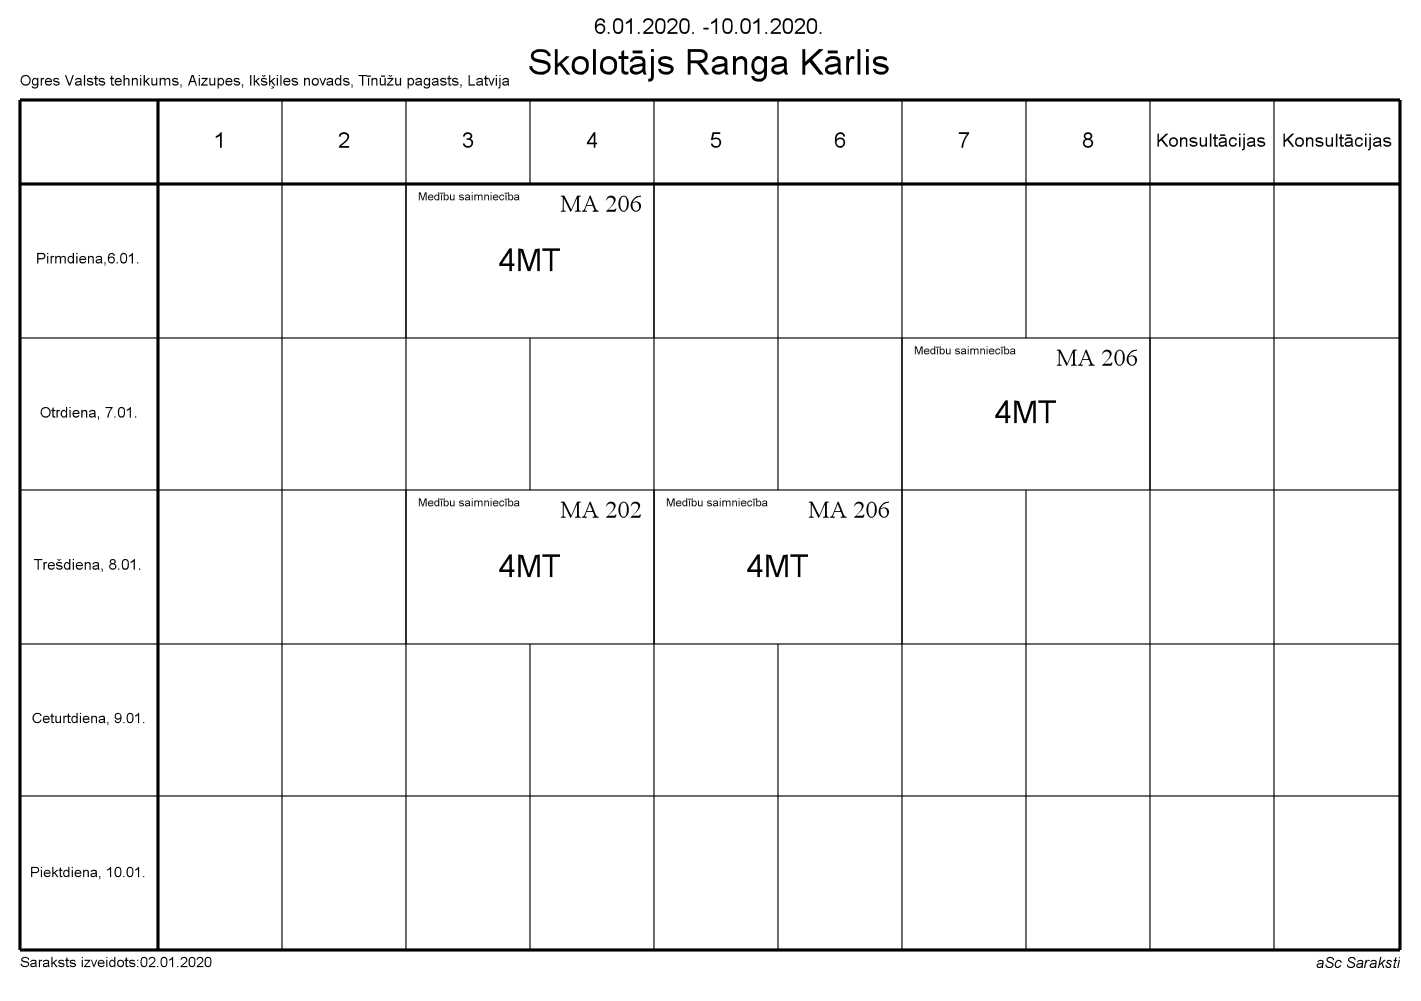 6.01.2020. -10.01.2020.
Skolotājs Ranga Kārlis
Ogres Valsts tehnikums, Aizupes, Ikšķiles novads, Tīnūžu pagasts, Latvija
1 2 3 4 5 6 7 8 Konsultācijas Konsultācijas
Medību saimniecība MA 206
Pirmdiena,6.01. 4MT
Medību saimniecība MA 206
Otrdiena, 7.01. 4MT
Medību saimniecība MA 202 Medību saimniecība MA 206
Trešdiena, 8.01. 4MT 4MT
Ceturtdiena, 9.01.
Piektdiena, 10.01.
Saraksts izveidots:02.01.2020 aSc Saraksti